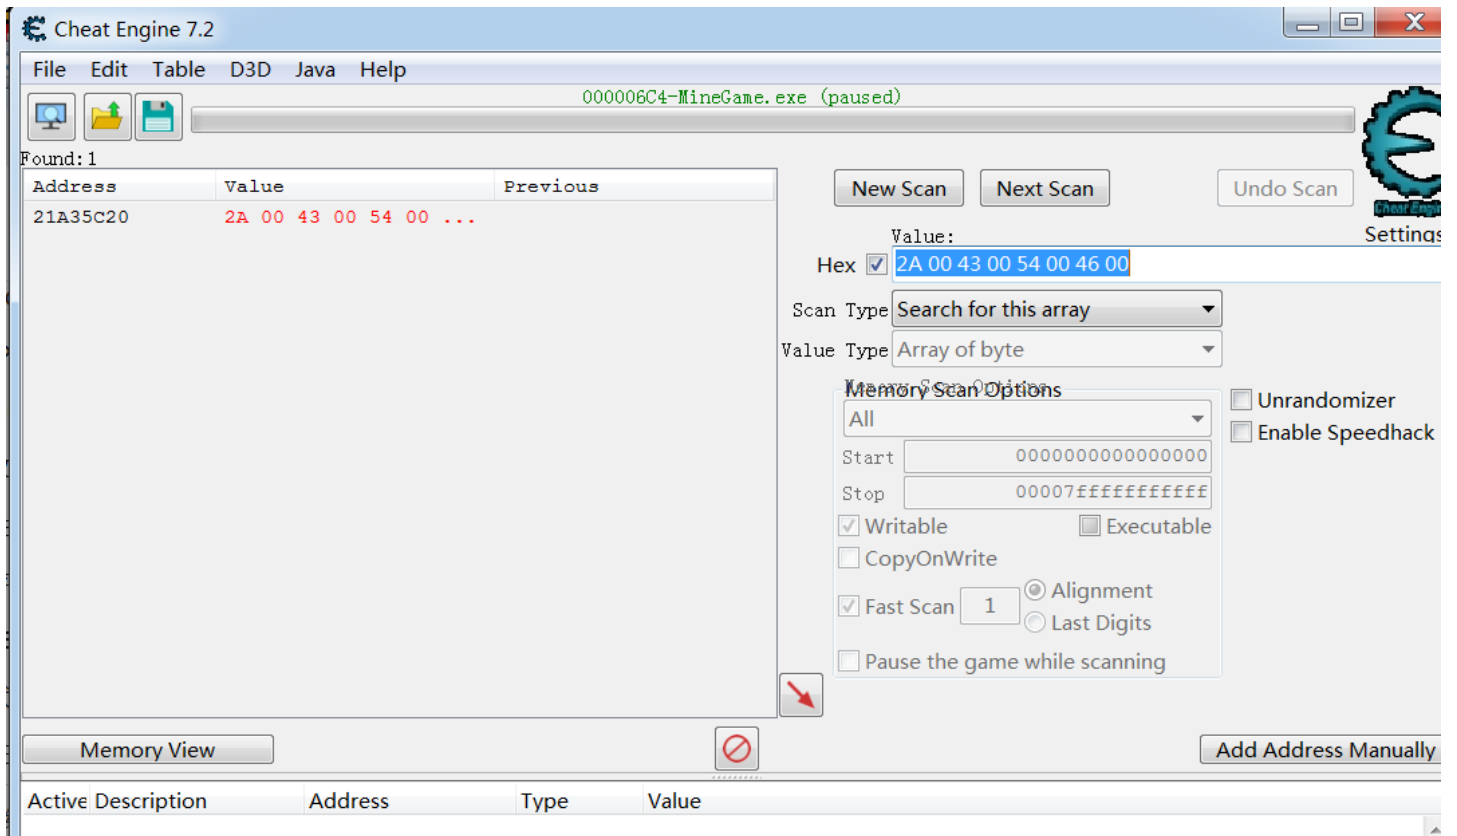 Cheat Engine 7.2
File Edit Table D3D Java Help
000006C4-MineGame.exe (paused)
Found:1
Address Value Previous
21A35C20 2A 00 43 00 54 00 ...
New Scan Next Scan Undo Scan
Cheat Engin
Settings
Value:
Hex 2A 00 43 00 54 00 46 00
Scan Type Search for this array
Value Type Array of byte
Memory Scan Options
All
Unrandomizer
Enable Speedhack
Start 0000000000000000
Stop 00007fffffffffff
Writable Executable
CopyOnWrite
Fast Scan 1 Alignment
Last Digits
Pause the game while scanning
Memory View Add Address Manually
Active Description Address Type Value